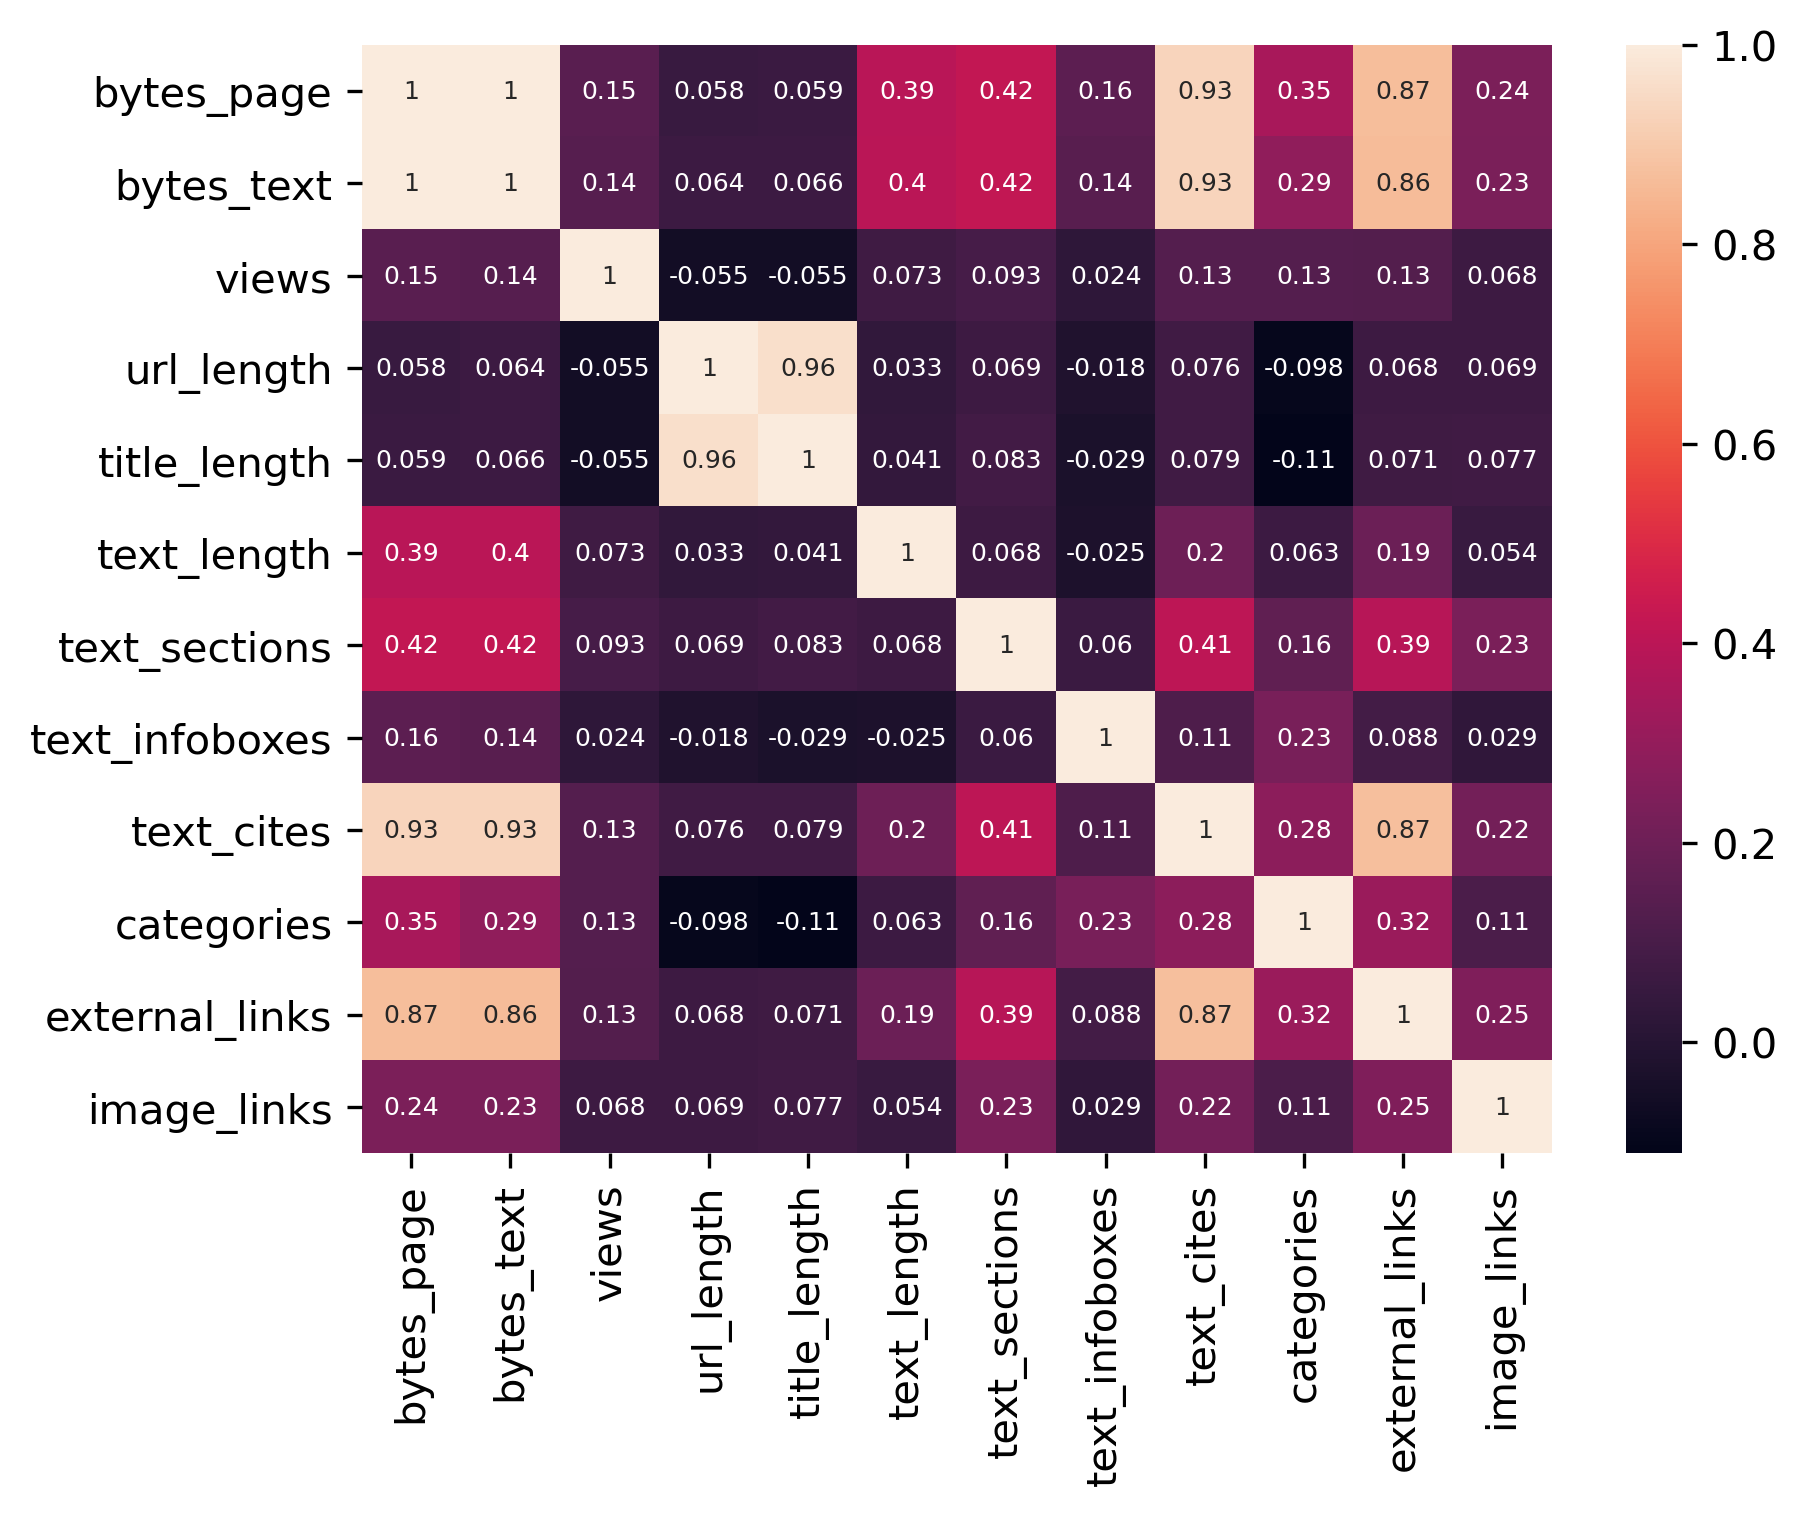 bytes_page 1 1 0.15 0.058 0.059 0.39 0.42 0.16 0.93 0.35 0.87 0.24
bytes_text 1 1 0.14 0.064 0.066 0.4 0.42 0.14 0.93 0.29 0.86 0.23
views 0.15 0.14 1 -0.055 -0.055 0.073 0.093 0.024 0.13 0.13 0.13 0.068
url_length 0.058 0.064 -0.055 1 0.96 0.033 0.069 -0.018 0.076 -0.098 0.068 0.069
title_length 0.059 0.066 -0.055 0.96 1 0.041 0.083 -0.029 0.079 -0.11 0.071 0.077
text_length 0.39 0.4 0.073 0.033 0.041 1 0.068 -0.025 0.2 0.063 0.19 0.054
text_sections 0.42 0.42 0.093 0.069 0.083 0.068 1 0.06 0.41 0.16 0.39 0.23
text_infoboxes 0.16 0.14 0.024 -0.018 -0.029 -0.025 0.06 1 0.11 0.23 0.088 0.029
text_cites 0.93 0.93 0.13 0.076 0.079 0.2 0.41 0.11 1 0.28 0.87 0.22
categories 0.35 0.29 0.13 -0.098 -0.11 0.063 0.16 0.23 0.28 1 0.32 0.11
external_links 0.87 0.86 0.13 0.068 0.071 0.19 0.39 0.088 0.87 0.32 1 0.25
image_links 0.24 0.23 0.068 0.069 0.077 0.054 0.23 0.029 0.22 0.11 0.25 1
bytes_page
bytes_text
views
url_length
title_length
text_length
text_sections
text_infoboxes
text_cites
categories
external_links
image_links
1.0
0.8
0.6
0.4
0.2
0.0